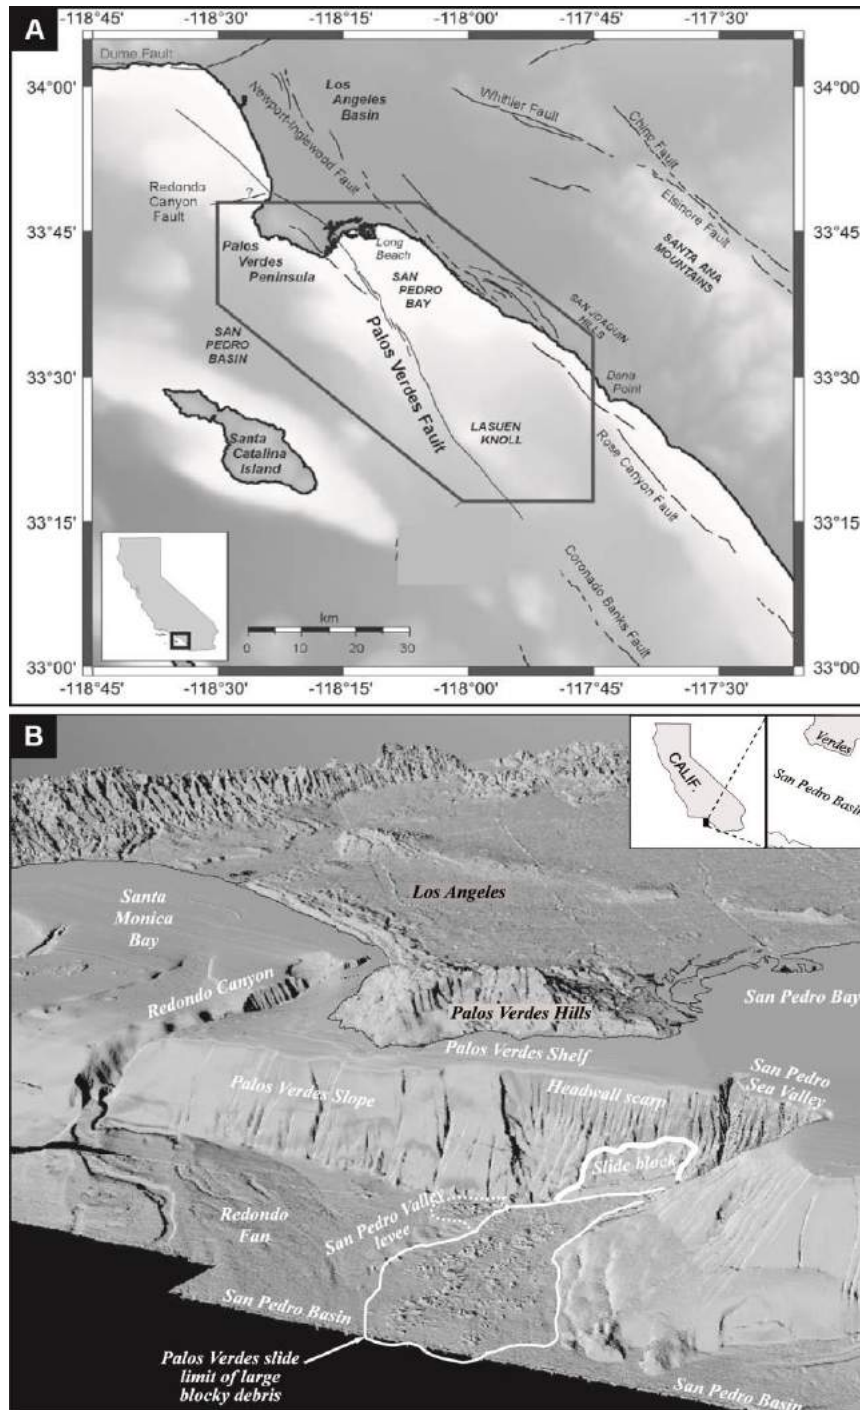 A
-118°45'
-118°30'
-118°15'
-118°00'
-117°45'
-117°30'
34°00'
34°00'
33°45'
33°45'
33°30'
33°30'
33°15'
33°15'
33°00'
33°00'
Dume Fault
Newport-Inglewood Fault
Los
Angeles
Basin
Whittier Fault
Chino Fault
Elsinore Fault
SANTA ANA
MOUNTAINS
Redondo
Canyon
Fault
?
Palos
Verdes
Peninsula
Long
Beach
SAN
PEDRO
BAY
SAN JOAQUIN
HILLS
SAN
PEDRO
BASIN
Palos Verdes Fault
Dana
Point
LASUEN
KNOLL
Santa
Catalina
Island
Rose Canyon Fault
Coronado Banks Fault
km
0
10
20
30
-118°45'
-118°30'
-118°15'
-118°00'
-117°45'
-117°30'
B
CALIF.
Verdes
San Pedro Basin
Los Angeles
Santa
Monica
Bay
Redondo Canyon
Palos Verdes Hills
San Pedro Bay
Palos Verdes Shelf
Palos Verdes Slope
Headwall scarp
San Pedro
Sea Valley
Slide block
San Pedro Valley
levee
Redondo
Fan
San Pedro Basin
Palos Verdes slide
limit of large
blocky debris
San Pedro Basin